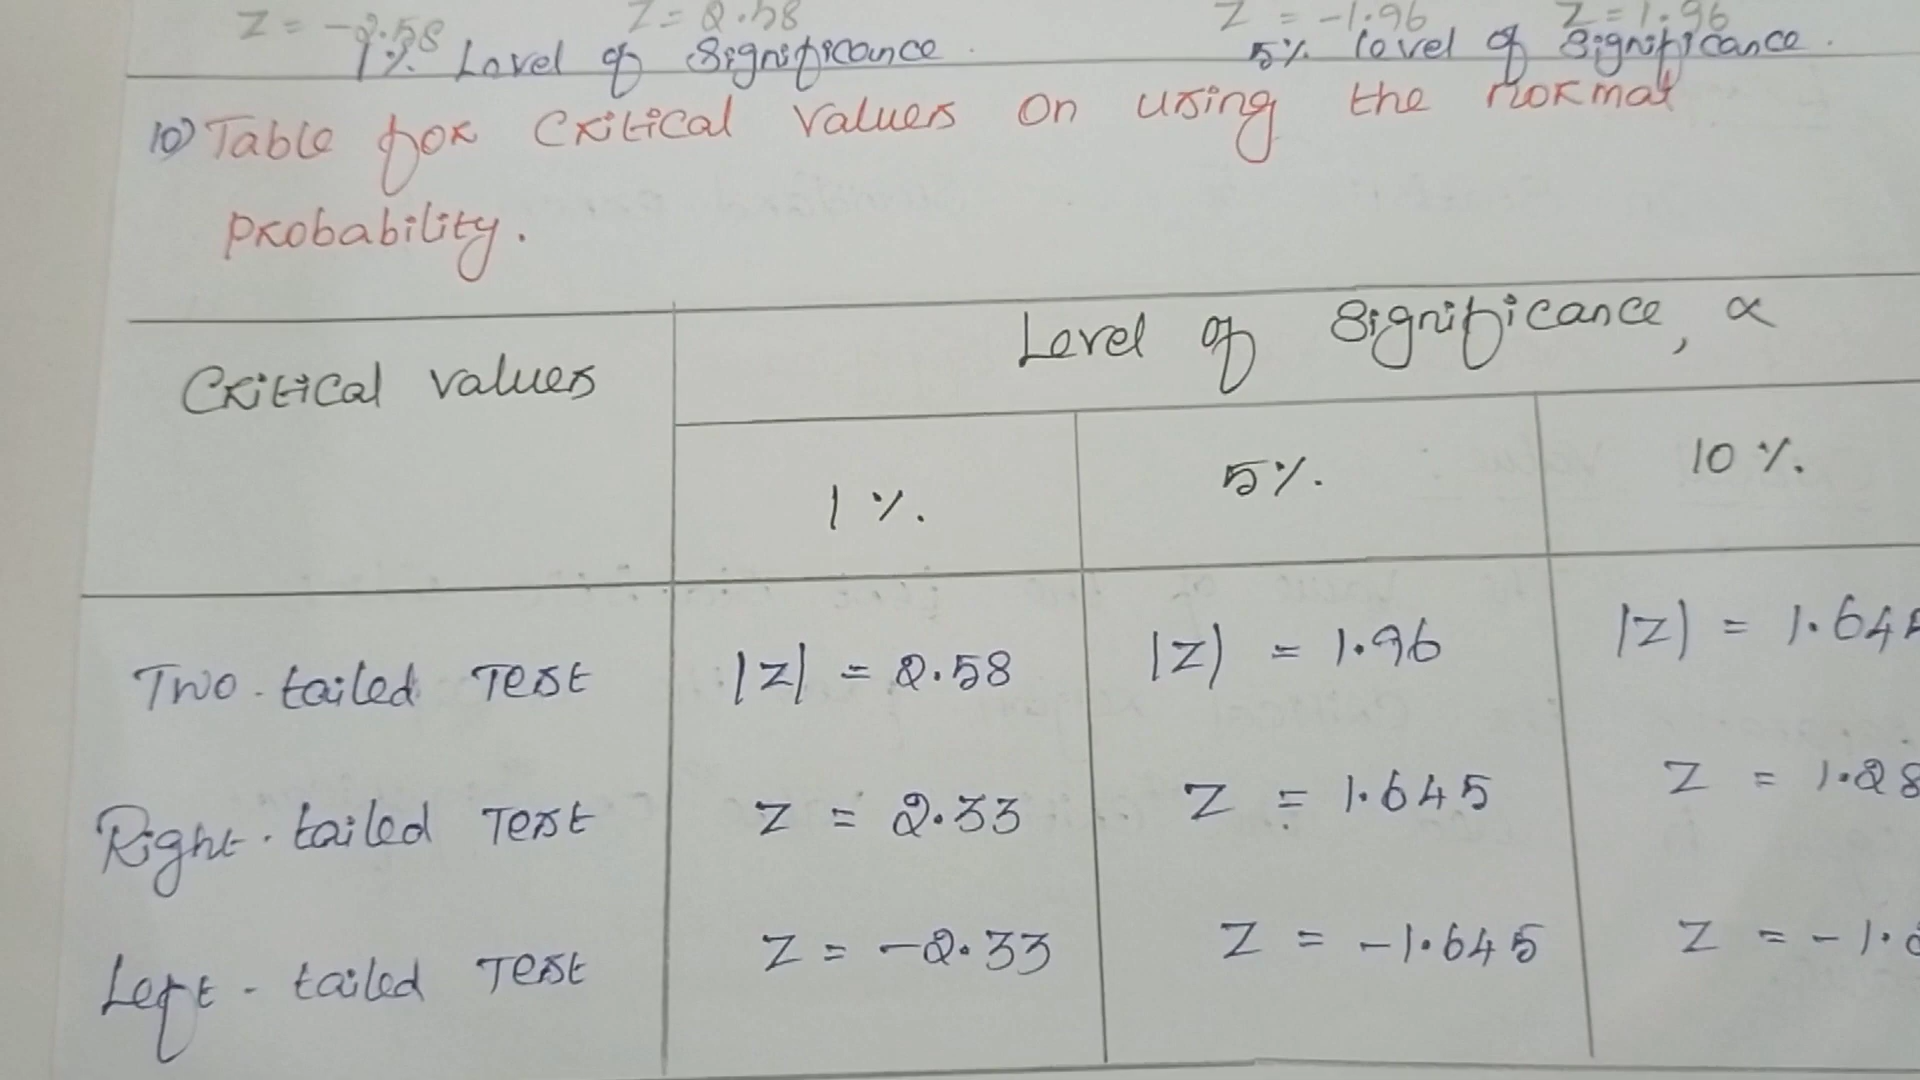 Z = -2.58 Z = 2.58 Z = -1.96 Z = 1.96
1% Level of Significance. 5% level of Significance.
10) Table for Critical Values on using the normal
probability.
Critical values Level of Significance, α
1%. 5%. 10%.
Two-tailed Test |Z| = 2.58 |Z| = 1.96 |Z| = 1.645
Right-tailed Test Z = 2.33 Z = 1.645 Z = 1.28
Left-tailed Test Z = -2.33 Z = -1.645 Z = -1.